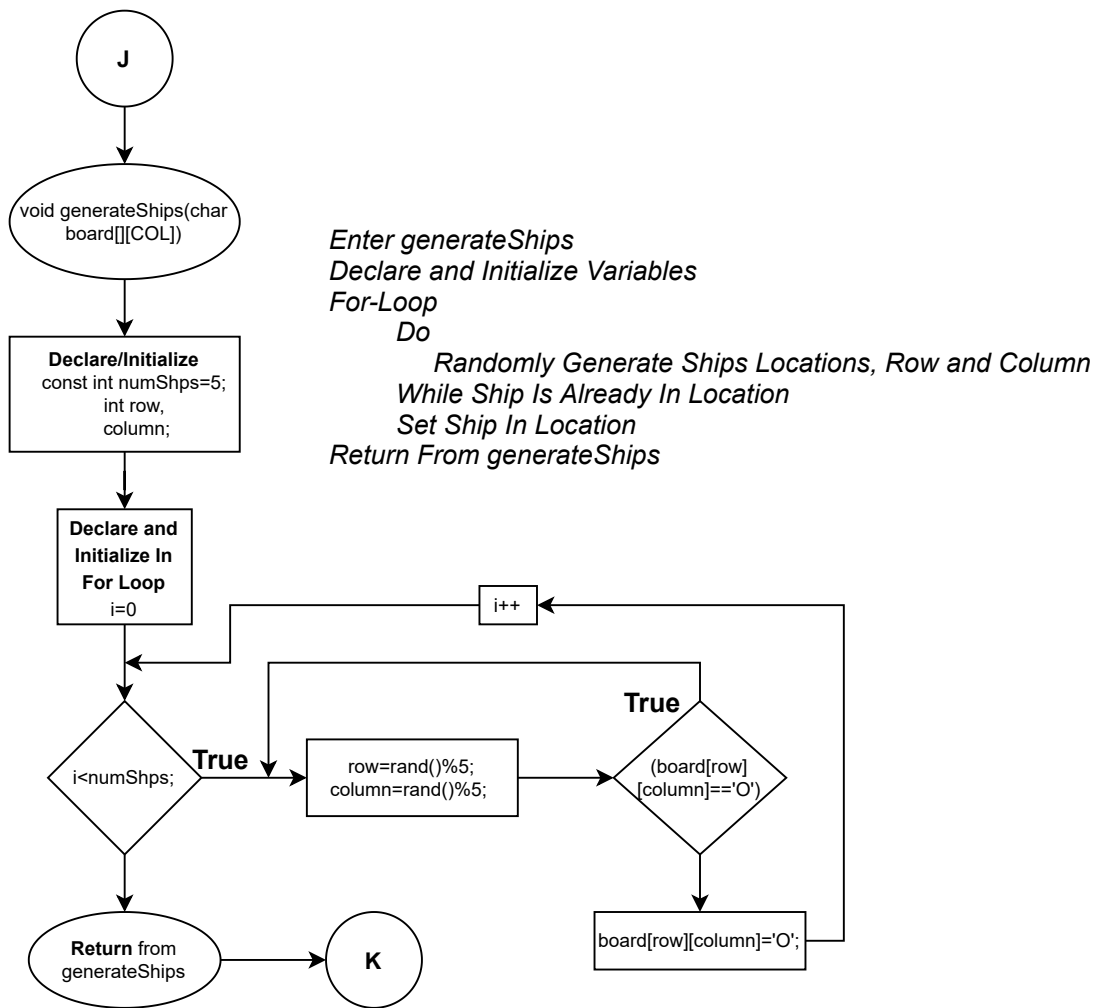 J
void generateShips(char
board[][COL])
Enter generateShips
Declare and Initialize Variables
For-Loop
Do
Randomly Generate Ships Locations, Row and Column
While Ship Is Already In Location
Set Ship In Location
Return From generateShips
Declare/Initialize
const int numShps=5;
int row,
column;
Declare and
Initialize In
For Loop
i=0
i++
i<numShps;
True
row=rand()%5;
column=rand()%5;
True
(board[row]
[column]=='O')
board[row][column]='O';
Return from
generateShips
K